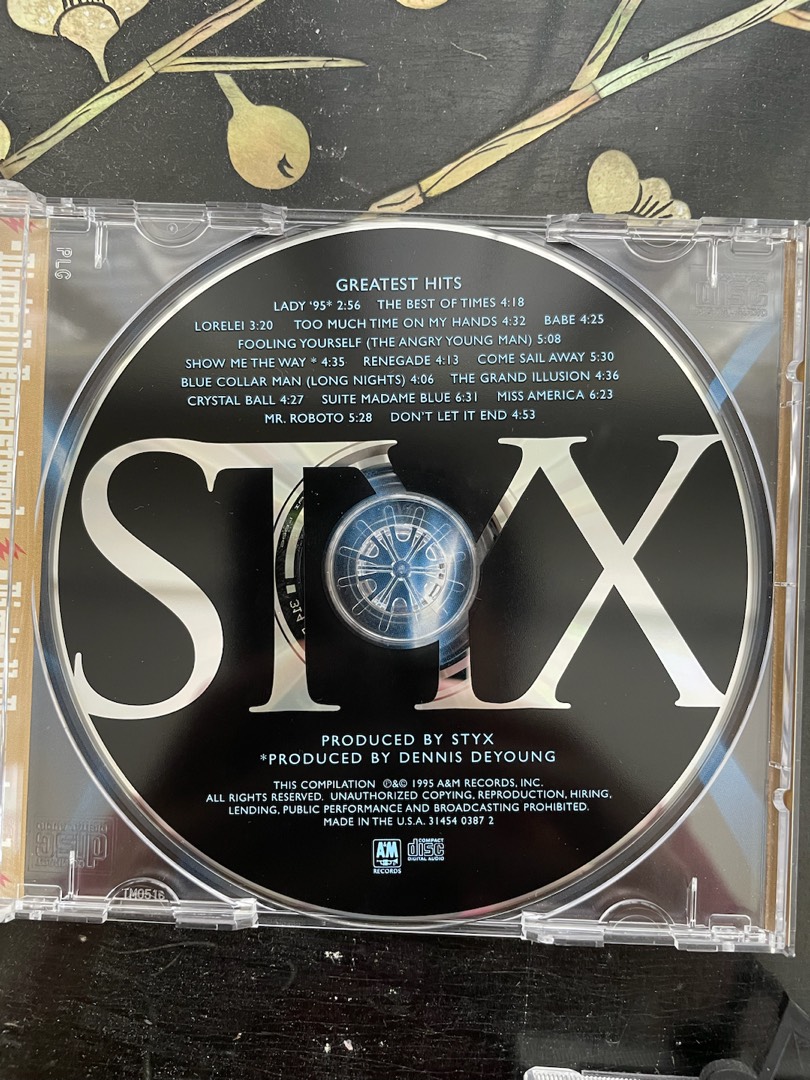 PLC
GREATEST HITS
LADY '95* 2:56 THE BEST OF TIMES 4:18
LORELEI 3:20 TOO MUCH TIME ON MY HANDS 4:32 BABE 4:25
FOOLING YOURSELF (THE ANGRY YOUNG MAN) 5:08
SHOW ME THE WAY * 4:35 RENEGADE 4:13 COME SAIL AWAY 5:30
BLUE COLLAR MAN (LONG NIGHTS) 4:06 THE GRAND ILLUSION 4:36
CRYSTAL BALL 4:27 SUITE MADAME BLUE 6:31 MISS AMERICA 6:23
MR. ROBOTO 5:28 DON'T LET IT END 4:53
STYX
PRODUCED BY STYX
*PRODUCED BY DENNIS DEYOUNG
THIS COMPILATION ℗&© 1995 A&M RECORDS, INC.
ALL RIGHTS RESERVED. UNAUTHORIZED COPYING, REPRODUCTION, HIRING,
LENDING, PUBLIC PERFORMANCE AND BROADCASTING PROHIBITED.
MADE IN THE U.S.A. 31454 0387 2
A&M
RECORDS
COMPACT
disc
DIGITAL AUDIO
TM0516